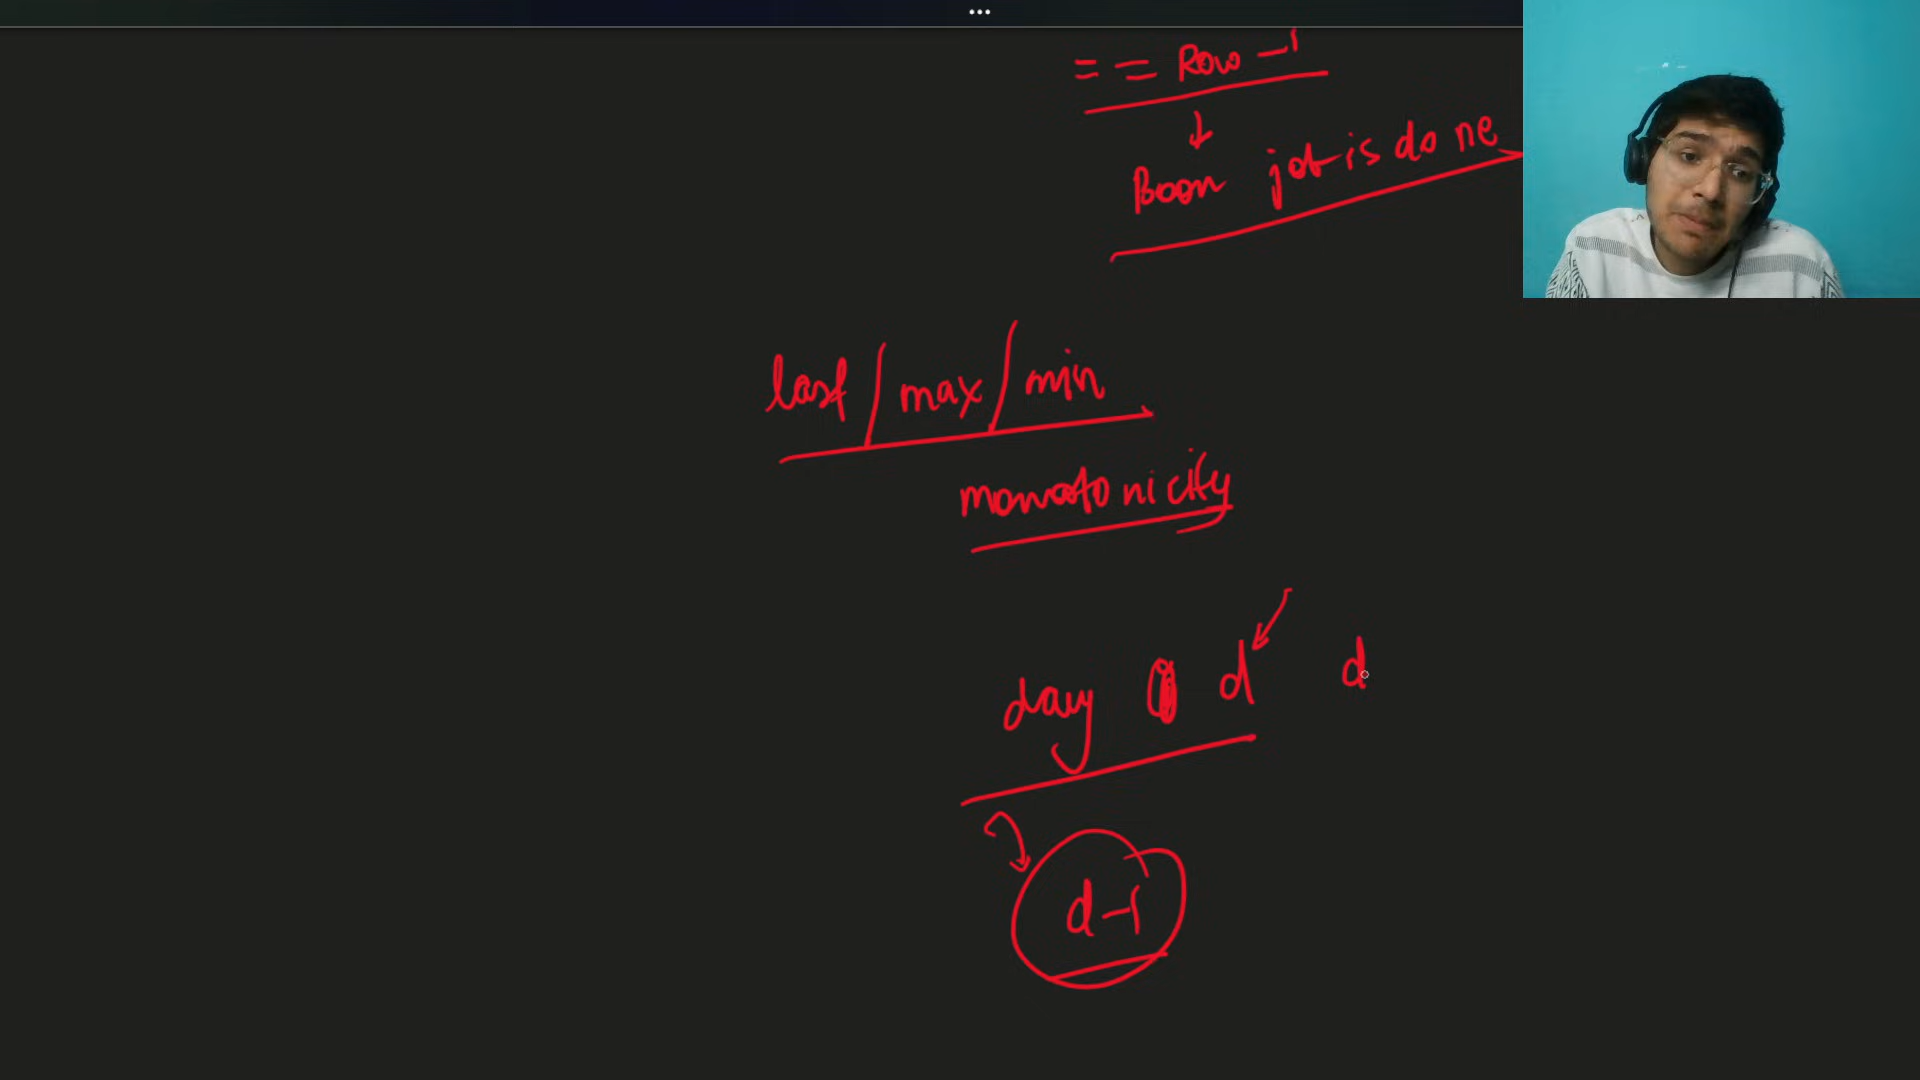 ...
== Row-1
↓
Boom job is done
last/max/min
monotonicity
day d d
d-1